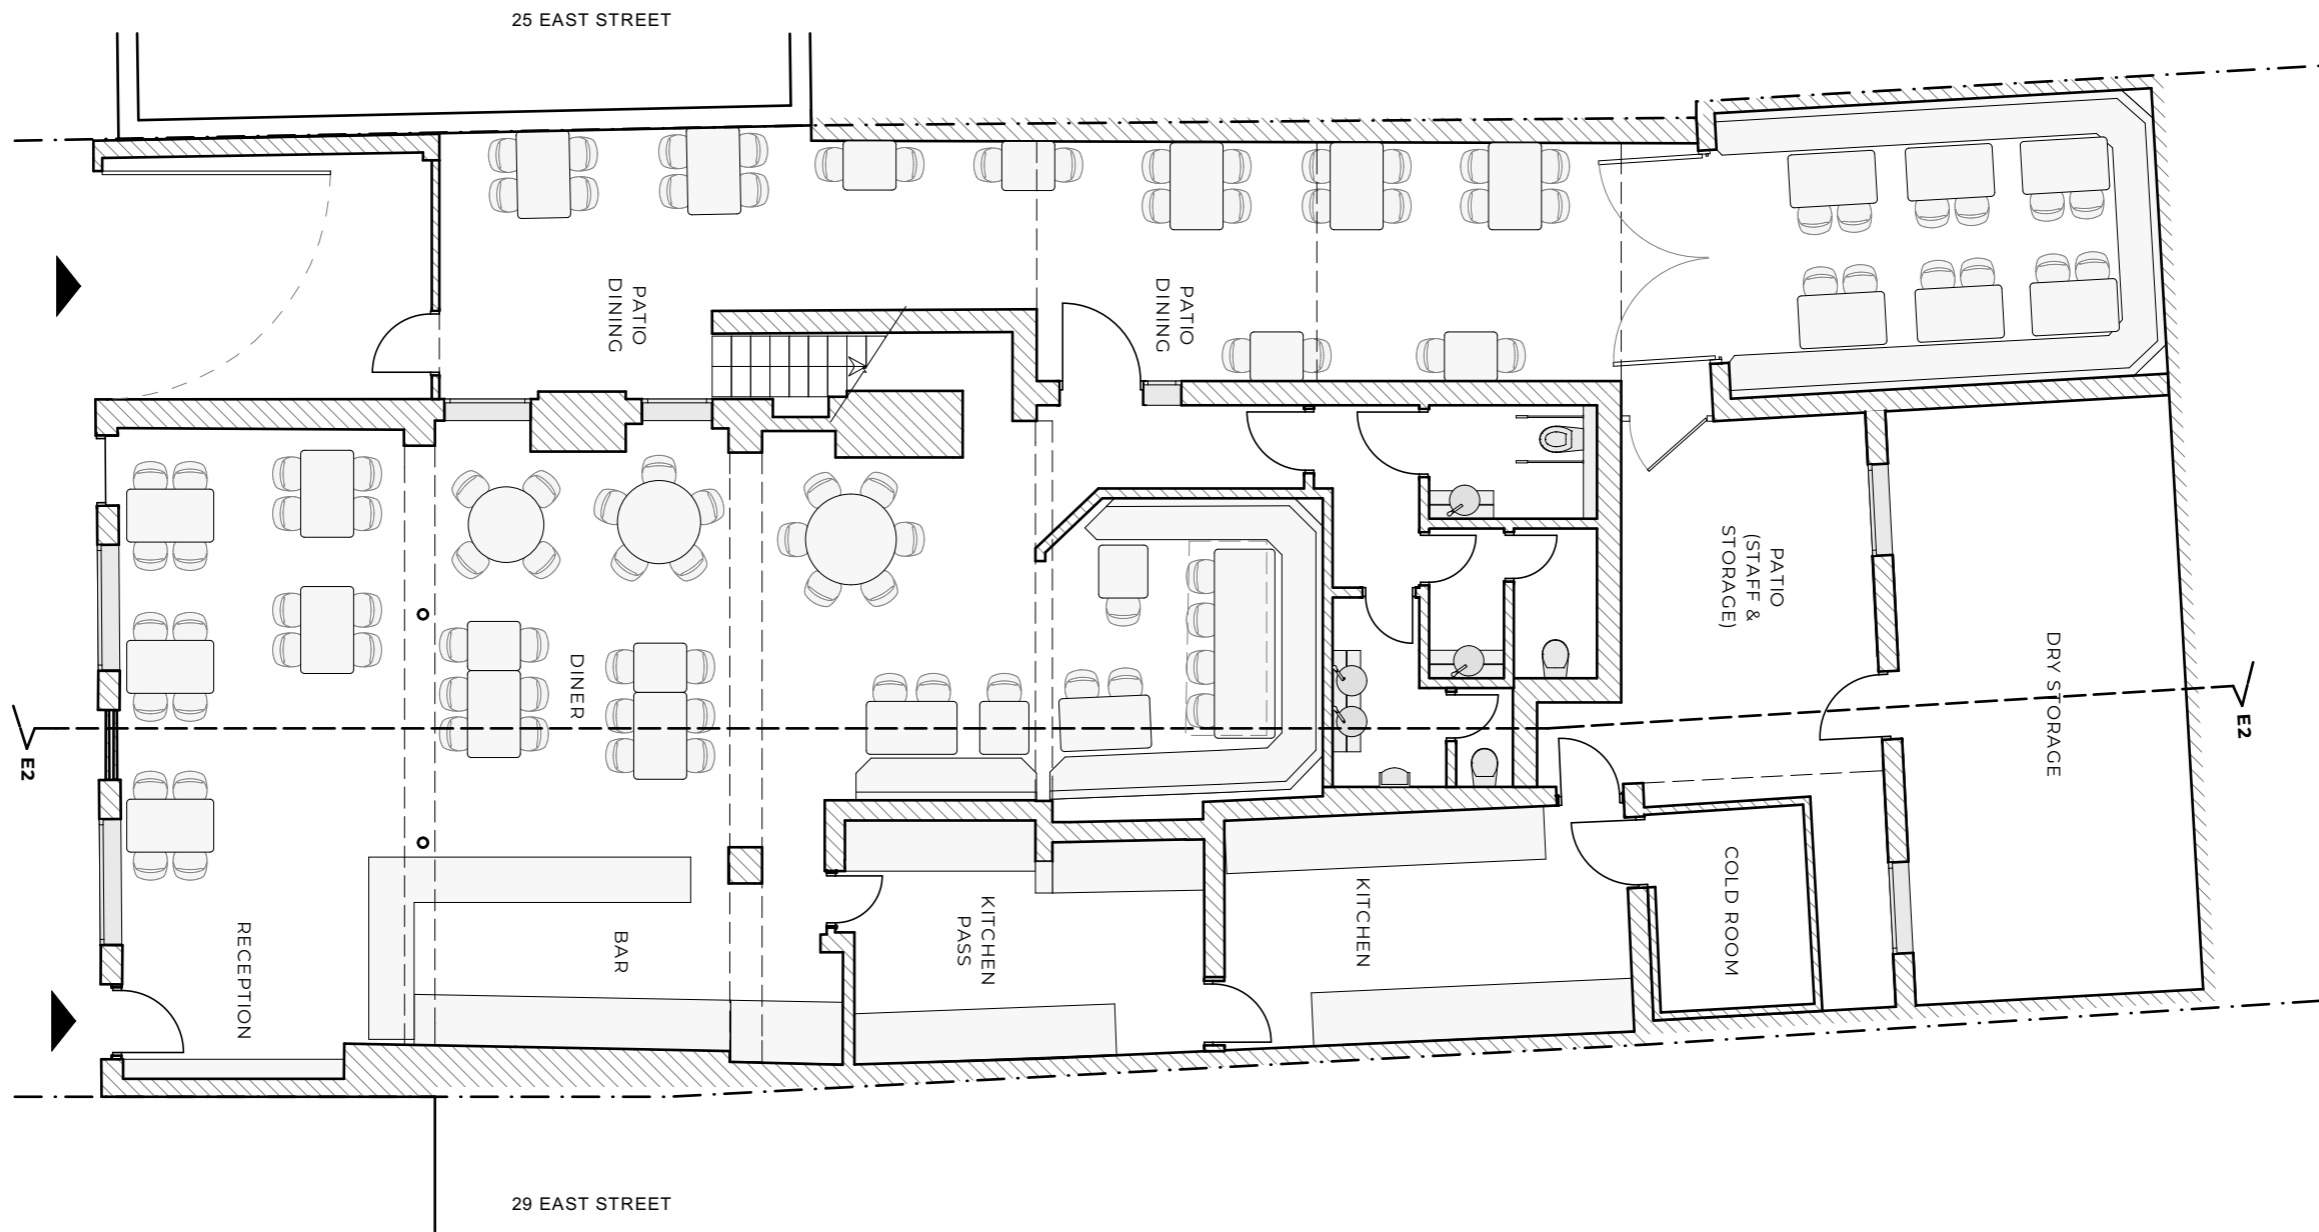 25 EAST STREET
PATIO
DINING
PATIO
DINING
PATIO
(STAFF &
STORAGE)
DRY STORAGE
DINER
E2
E2
RECEPTION
BAR
KITCHEN
PASS
KITCHEN
COLD ROOM
29 EAST STREET